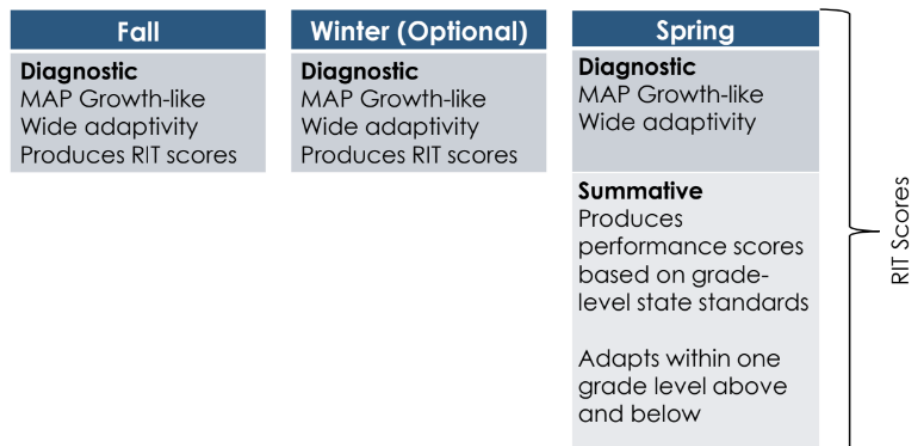 Fall
Diagnostic
MAP Growth-like
Wide adaptivity
Produces RIT scores
Winter (Optional)
Diagnostic
MAP Growth-like
Wide adaptivity
Produces RIT scores
Spring
Diagnostic
MAP Growth-like
Wide adaptivity
Summative
Produces
performance scores
based on grade-
level state standards
Adapts within one
grade level above
and below
RIT Scores